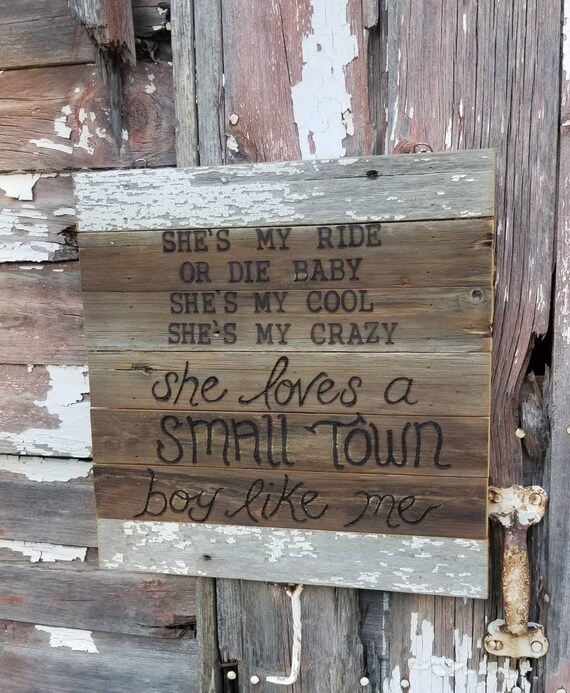 SHE'S MY RIDE
OR DIE BABY
SHE'S MY COOL
SHE'S MY CRAZY
she loves a
SMALL TOWN
boy like me